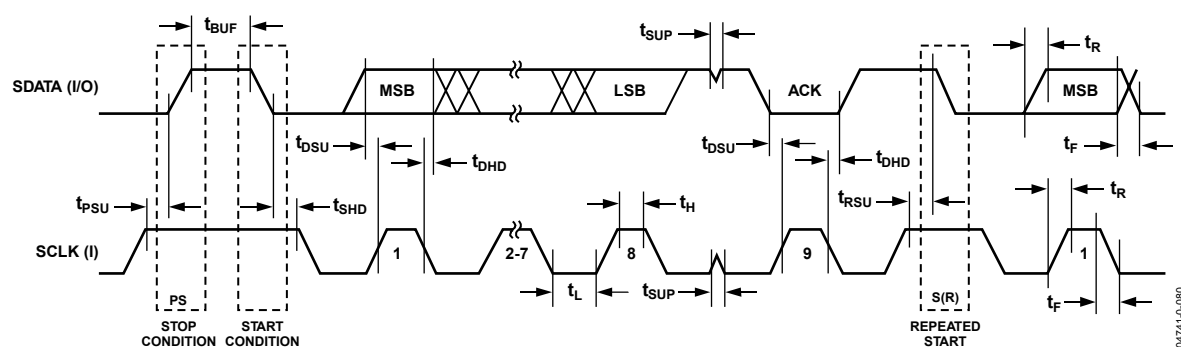 tBUF
tSUP
tR
SDATA (I/O)
MSB
LSB
ACK
MSB
tDSU
tDHD
tDSU
tDHD
tF
tPSU
tSHD
tH
tRSU
tR
SCLK (I)
1
2-7
8
9
1
PS
tL
tSUP
S(R)
tF
STOP
CONDITION
START
CONDITION
REPEATED
START
04741-0-080